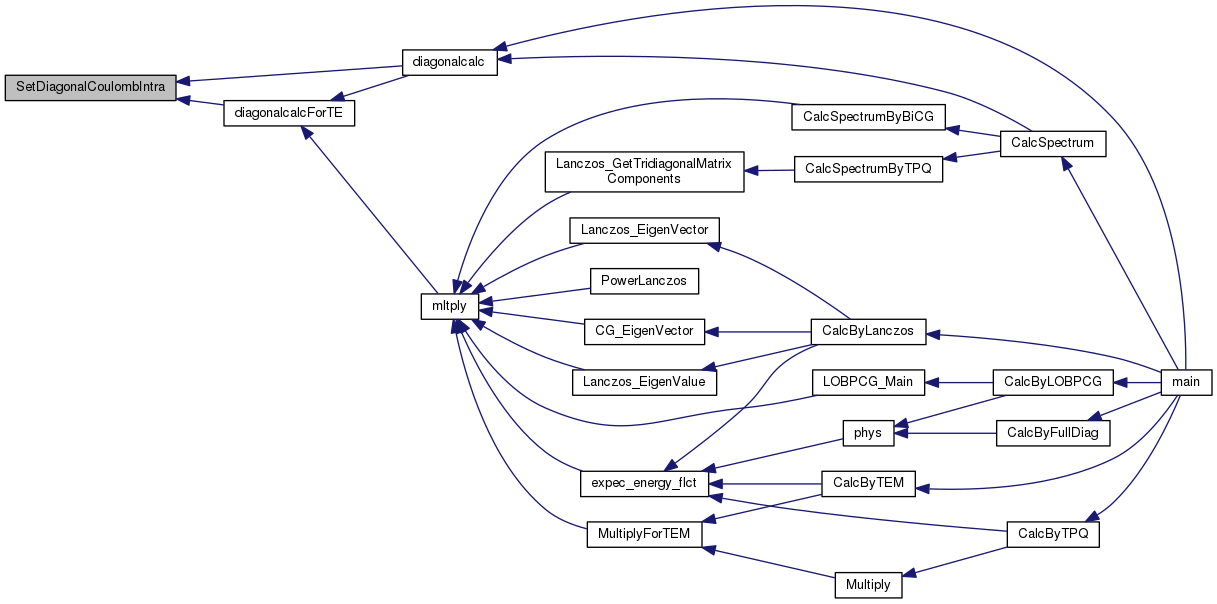 SetDiagonalCoulombIntra
diagonalcalc
diagonalcalcForTE
CalcSpectrumByBiCG
CalcSpectrum
Lanczos_GetTridiagonalMatrix
Components
CalcSpectrumByTPQ
Lanczos_EigenVector
PowerLanczos
mltply
CG_EigenVector
CalcByLanczos
Lanczos_EigenValue
LOBPCG_Main
CalcByLOBPCG
main
phys
CalcByFullDiag
expec_energy_flct
CalcByTEM
MultiplyForTEM
CalcByTPQ
Multiply